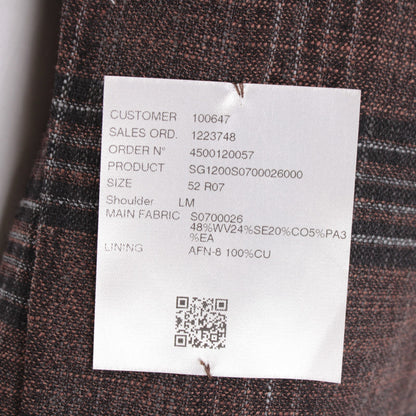 CUSTOMER 100647
SALES ORD. 1223748
ORDER N° 4500120057
PRODUCT SG1200S0700026000
SIZE 52 R07
Shoulder LM
MAIN FABRIC S0700026
48%WV24%SE20%CO5%PA3
%EA
LINING AFN-8 100%CU